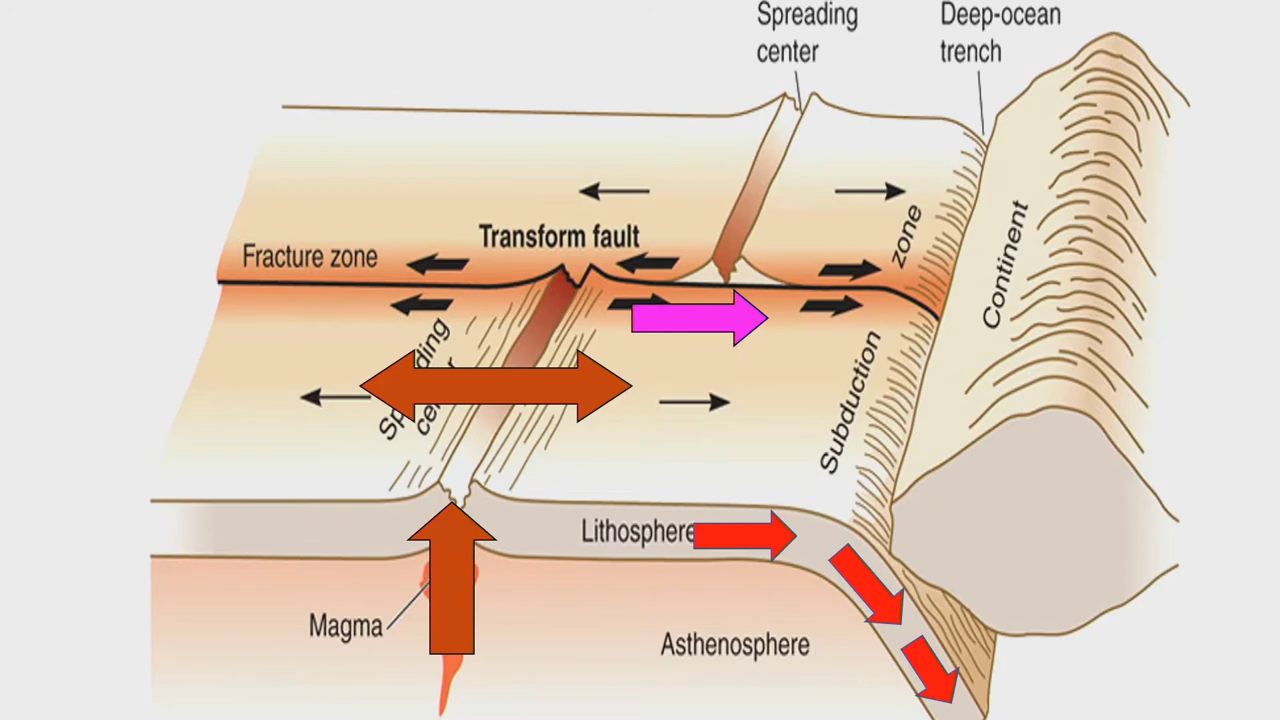 Spreading
center
Deep-ocean
trench
Transform fault
Fracture zone
zone
Continent
Subduction
Lithosphere
Magma
Asthenosphere